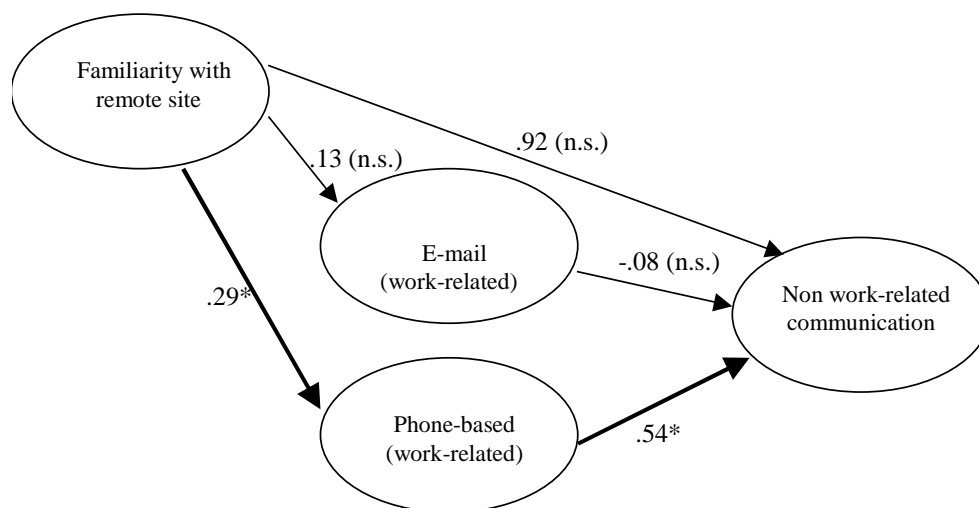 Familiarity with
remote site
.92 (n.s.)
.13 (n.s.)
E-mail
(work-related)
-.08 (n.s.)
Non work-related
communication
.29*
Phone-based
(work-related)
.54*